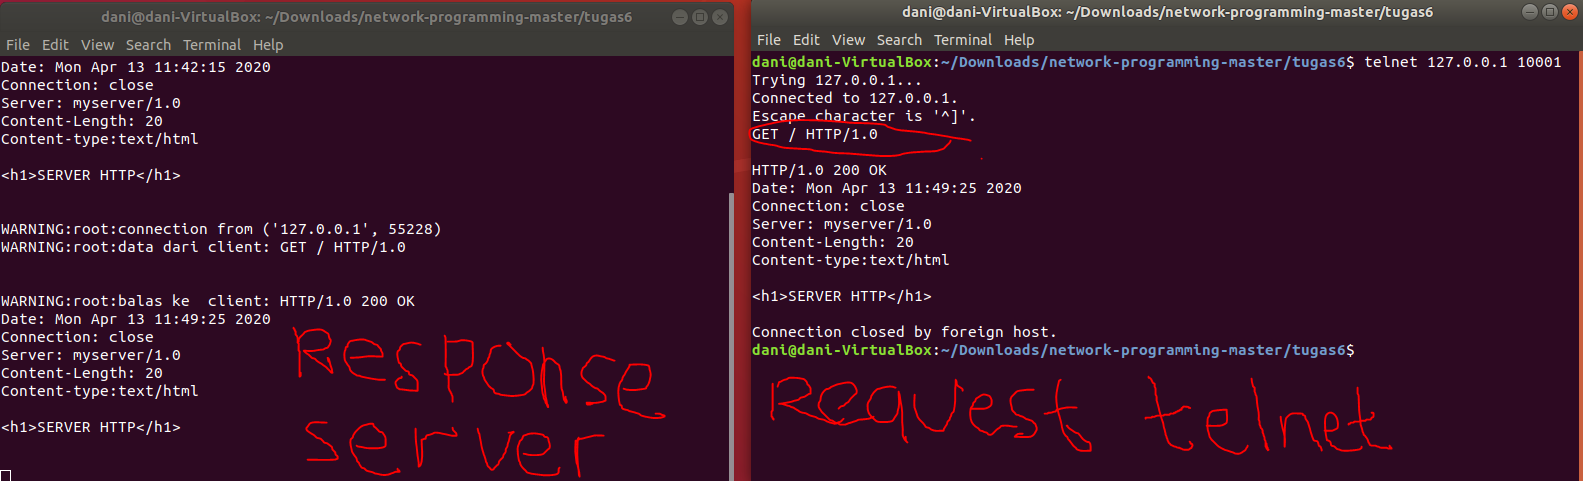 dani@dani-VirtualBox: ~/Downloads/network-programming-master/tugas6
File Edit View Search Terminal Help
Date: Mon Apr 13 11:42:15 2020
Connection: close
Server: myserver/1.0
Content-Length: 20
Content-type:text/html
<h1>SERVER HTTP</h1>
WARNING:root:connection from ('127.0.0.1', 55228)
WARNING:root:data dari client: GET / HTTP/1.0
WARNING:root:balas ke  client: HTTP/1.0 200 OK
Date: Mon Apr 13 11:49:25 2020
Connection: close
Server: myserver/1.0
Content-Length: 20
Content-type:text/html
<h1>SERVER HTTP</h1>
Response
Server
dani@dani-VirtualBox: ~/Downloads/network-programming-master/tugas6
File Edit View Search Terminal Help
dani@dani-VirtualBox:~/Downloads/network-programming-master/tugas6$ telnet 127.0.0.1 10001
Trying 127.0.0.1...
Connected to 127.0.0.1.
Escape character is '^]'.
GET / HTTP/1.0
HTTP/1.0 200 OK
Date: Mon Apr 13 11:49:25 2020
Connection: close
Server: myserver/1.0
Content-Length: 20
Content-type:text/html
<h1>SERVER HTTP</h1>
Connection closed by foreign host.
dani@dani-VirtualBox:~/Downloads/network-programming-master/tugas6$
Request telnet